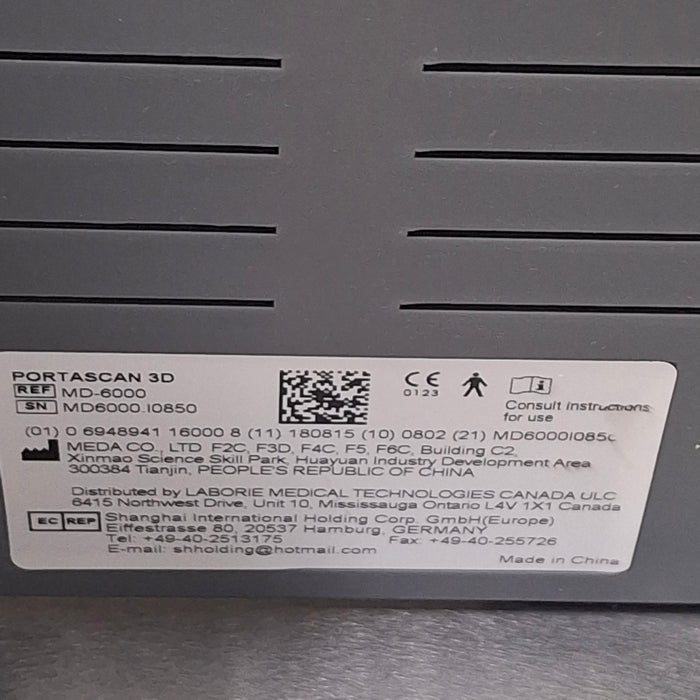 PORTASCAN 3D
REF MD-6000
SN MD6000I0850
CE
0123
Consult instructions
for use
(01) 0 6948941 16000 8 (11) 180815 (10) 0802 (21) MD6000I0850
MEDA CO., LTD F2C, F3D, F4C, F5, F6C, Building C2,
Xinmao Science Skill Park, Huayuan Industry Development Area
300384 Tianjin, PEOPLE'S REPUBLIC OF CHINA
Distributed by LABORIE MEDICAL TECHNOLOGIES CANADA ULC
6415 Northwest Drive, Unit 10, Mississauga Ontario L4V 1X1 Canada
EC REP Shanghai International Holding Corp. GmbH(Europe)
Eiffestrasse 80, 20537 Hamburg, GERMANY
Tel: +49-40-2513175 Fax: +49-40-255726
E-mail: shholding@hotmail.com
Made in China